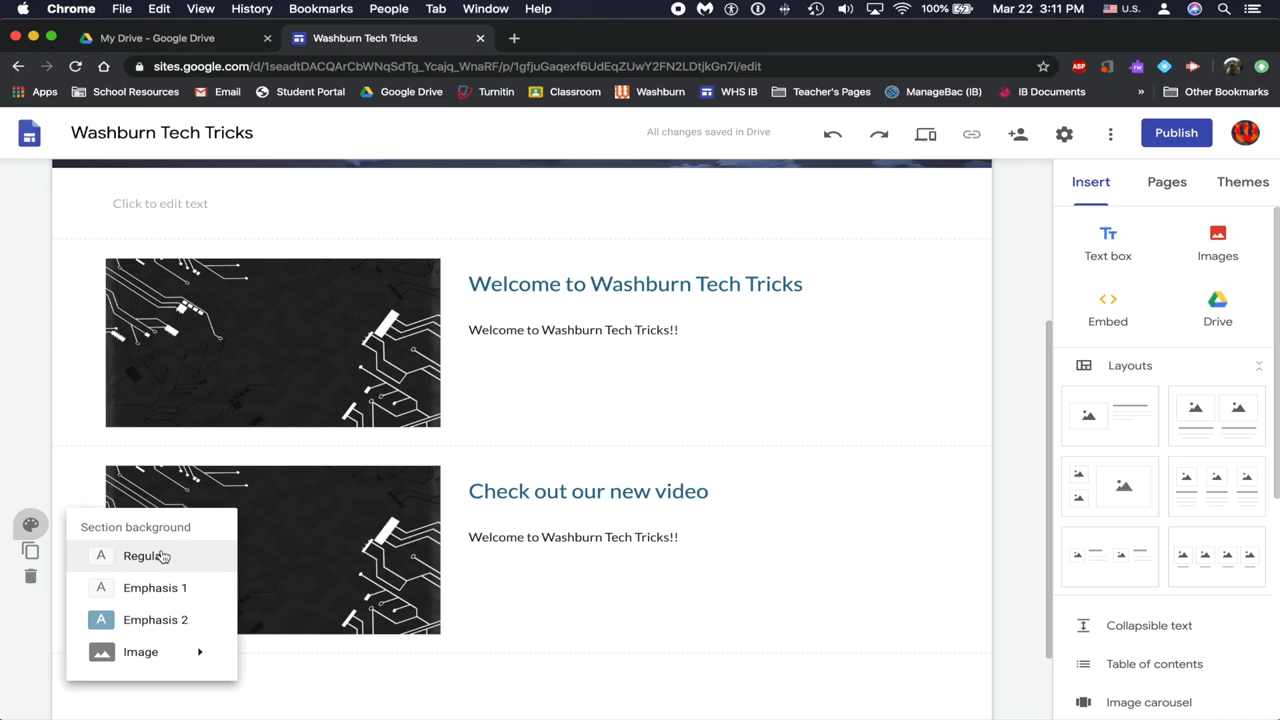 Chrome File Edit View History Bookmarks People Tab Window Help 100% Mar 22 3:11 PM U.S.
My Drive - Google Drive Washburn Tech Tricks
sites.google.com/d/1seadtDACQArCbWNqSdTg_Ycajq_WnaRF/p/1gfjuGaqexf6UdEqZUwY2FN2LDtjkGn7i/edit
Apps School Resources Email Student Portal Google Drive Turnitin Classroom Washburn WHS IB Teacher's Pages ManageBac (IB) IB Documents » Other Bookmarks
Washburn Tech Tricks All changes saved in Drive Publish
Insert Pages Themes
Click to edit text
Text box Images
Embed Drive
Welcome to Washburn Tech Tricks
Welcome to Washburn Tech Tricks!!
Layouts
Check out our new video
Welcome to Washburn Tech Tricks!!
Section background
A Regular
A Emphasis 1
A Emphasis 2
Image
Collapsible text
Table of contents
Image carousel